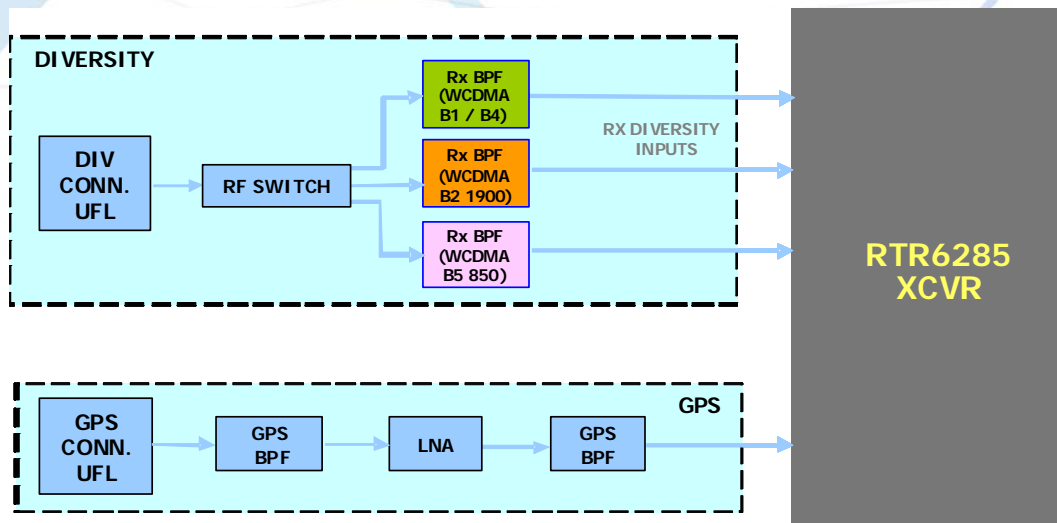 DIVERSITY
DIV
CONN.
UFL
RF SWITCH
Rx BPF
(WCDMA
B1 / B4)
Rx BPF
(WCDMA
B2 1900)
Rx BPF
(WCDMA
B5 850)
RX DIVERSITY
INPUTS
RTR6285
XCVR
GPS
GPS
CONN.
UFL
GPS
BPF
LNA
GPS
BPF